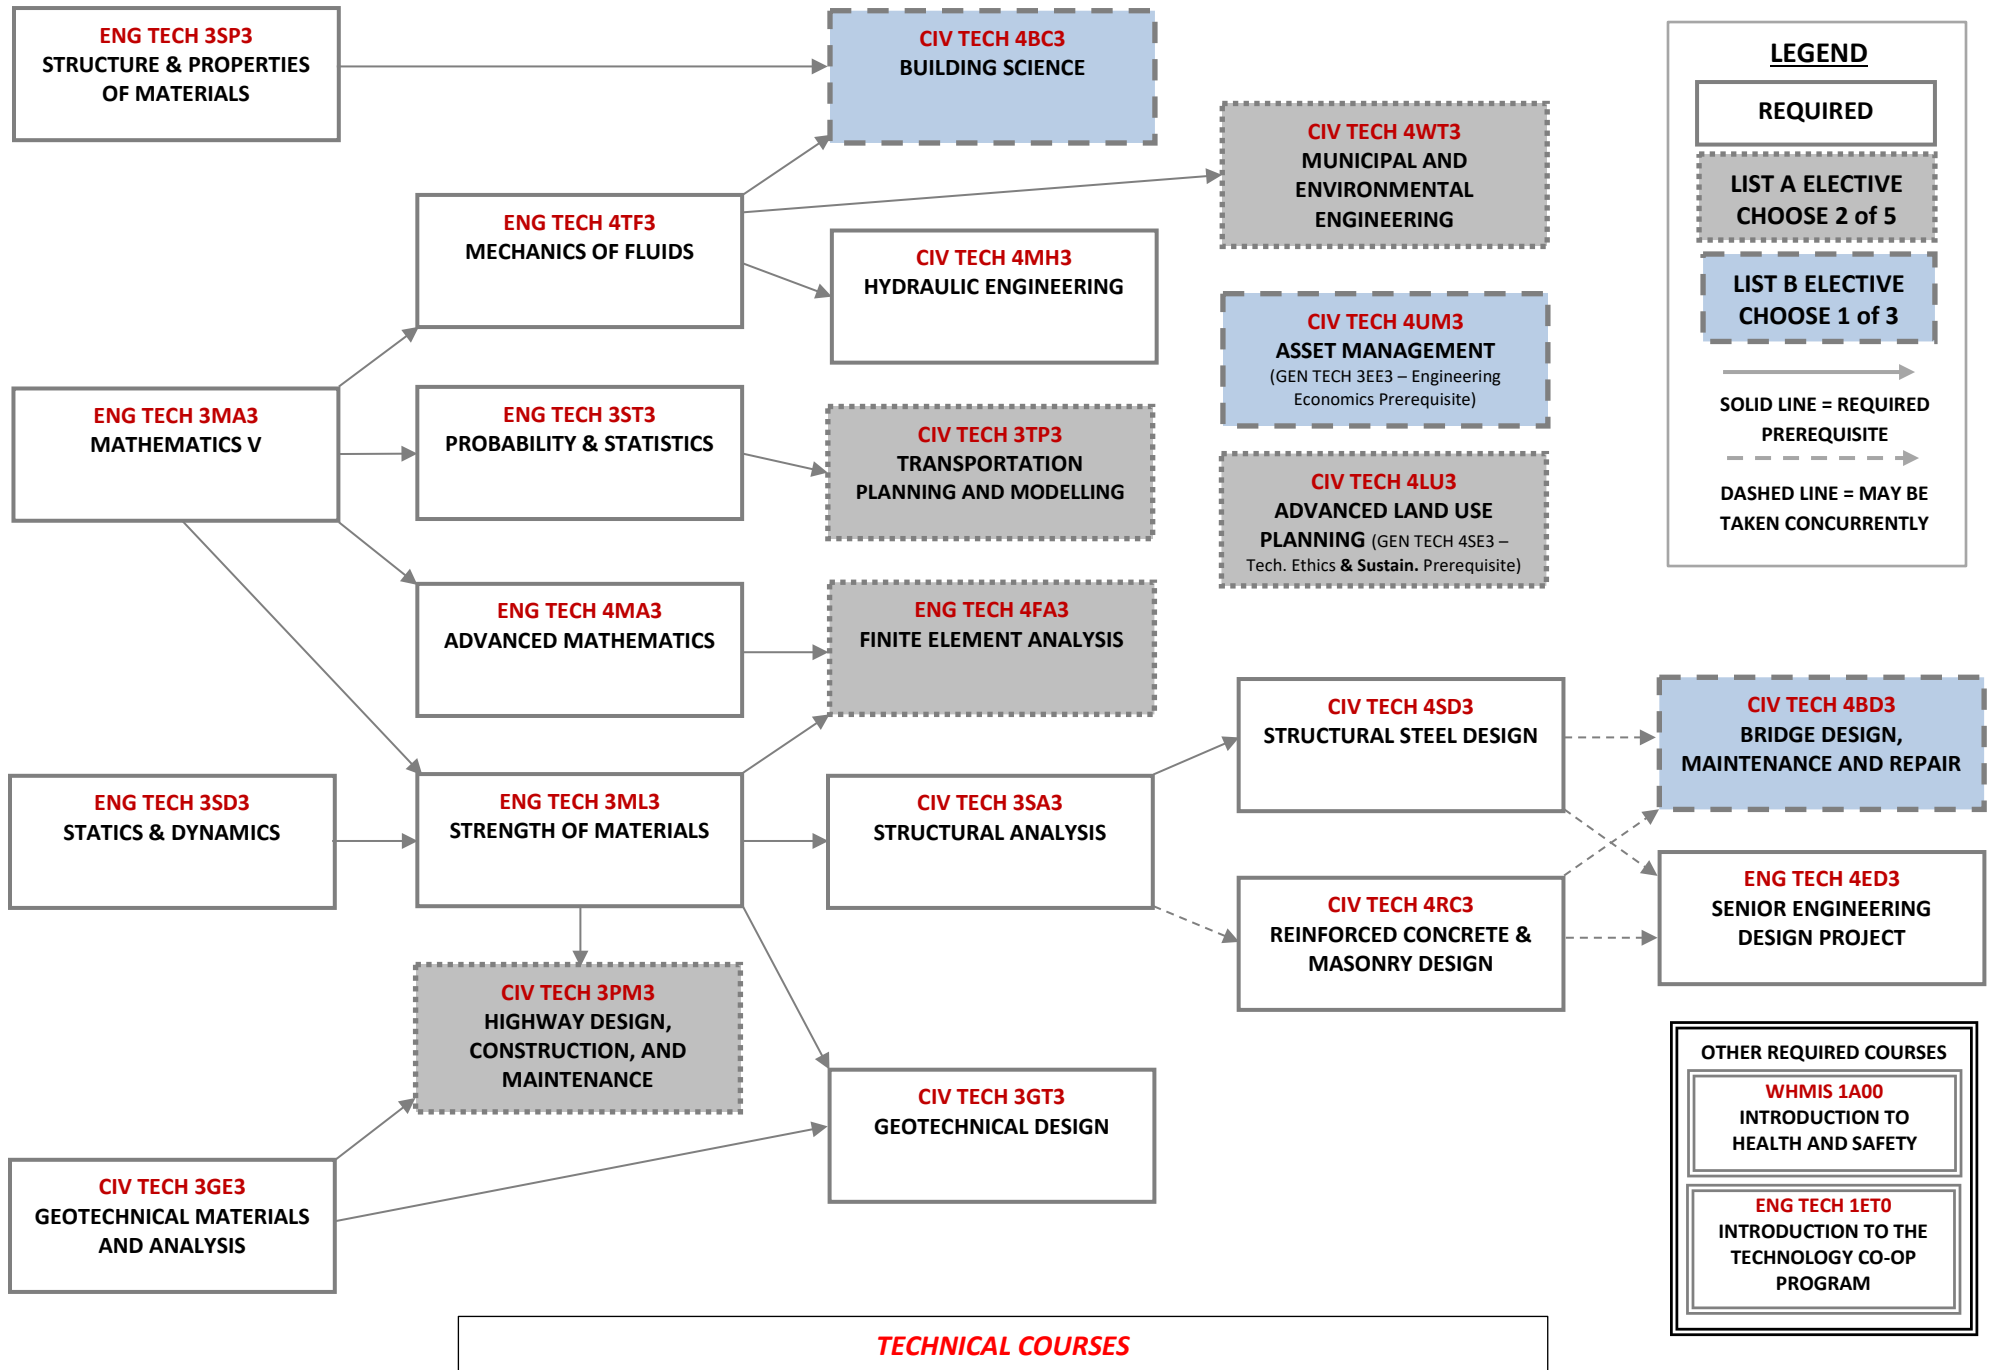 ENG TECH 3SP3
STRUCTURE & PROPERTIES
OF MATERIALS
CIV TECH 4BC3
BUILDING SCIENCE
CIV TECH 4WT3
MUNICIPAL AND
ENVIRONMENTAL
ENGINEERING
ENG TECH 4TF3
MECHANICS OF FLUIDS
CIV TECH 4MH3
HYDRAULIC ENGINEERING
CIV TECH 4UM3
ASSET MANAGEMENT
(GEN TECH 3EE3 – Engineering
Economics Prerequisite)
ENG TECH 3MA3
MATHEMATICS V
ENG TECH 3ST3
PROBABILITY & STATISTICS
CIV TECH 3TP3
TRANSPORTATION
PLANNING AND MODELLING
CIV TECH 4LU3
ADVANCED LAND USE
PLANNING (GEN TECH 4SE3 –
Tech. Ethics & Sustain. Prerequisite)
ENG TECH 4MA3
ADVANCED MATHEMATICS
ENG TECH 4FA3
FINITE ELEMENT ANALYSIS
ENG TECH 3SD3
STATICS & DYNAMICS
ENG TECH 3ML3
STRENGTH OF MATERIALS
CIV TECH 3SA3
STRUCTURAL ANALYSIS
CIV TECH 4SD3
STRUCTURAL STEEL DESIGN
CIV TECH 4BD3
BRIDGE DESIGN,
MAINTENANCE AND REPAIR
CIV TECH 4RC3
REINFORCED CONCRETE &
MASONRY DESIGN
ENG TECH 4ED3
SENIOR ENGINEERING
DESIGN PROJECT
CIV TECH 3PM3
HIGHWAY DESIGN,
CONSTRUCTION, AND
MAINTENANCE
CIV TECH 3GT3
GEOTECHNICAL DESIGN
CIV TECH 3GE3
GEOTECHNICAL MATERIALS
AND ANALYSIS
LEGEND
REQUIRED
LIST A ELECTIVE
CHOOSE 2 of 5
LIST B ELECTIVE
CHOOSE 1 of 3
SOLID LINE = REQUIRED
PREREQUISITE
DASHED LINE = MAY BE
TAKEN CONCURRENTLY
OTHER REQUIRED COURSES
WHMIS 1A00
INTRODUCTION TO
HEALTH AND SAFETY
ENG TECH 1ET0
INTRODUCTION TO THE
TECHNOLOGY CO-OP
PROGRAM
TECHNICAL COURSES